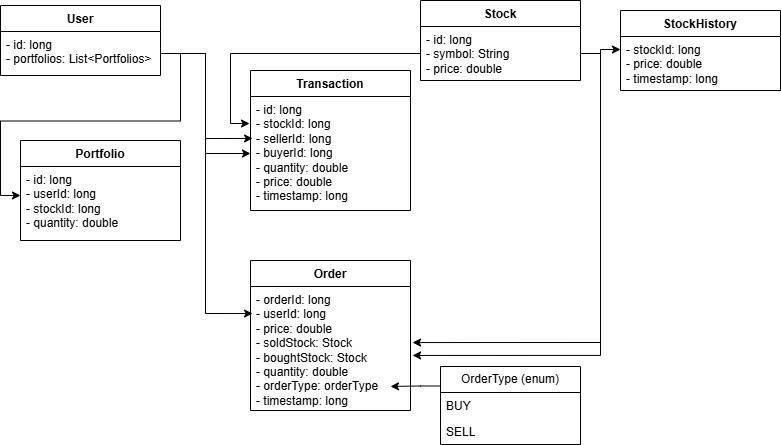 User
- id: long
- portfolios: List<Portfolios>
Stock
- id: long
- symbol: String
- price: double
StockHistory
- stockId: long
- price: double
- timestamp: long
Transaction
- id: long
- stockId: long
- sellerId: long
- buyerId: long
- quantity: double
- price: double
- timestamp: long
Portfolio
- id: long
- userId: long
- stockId: long
- quantity: double
Order
- orderId: long
- userId: long
- price: double
- soldStock: Stock
- boughtStock: Stock
- quantity: double
- orderType: orderType
- timestamp: long
OrderType (enum)
BUY
SELL